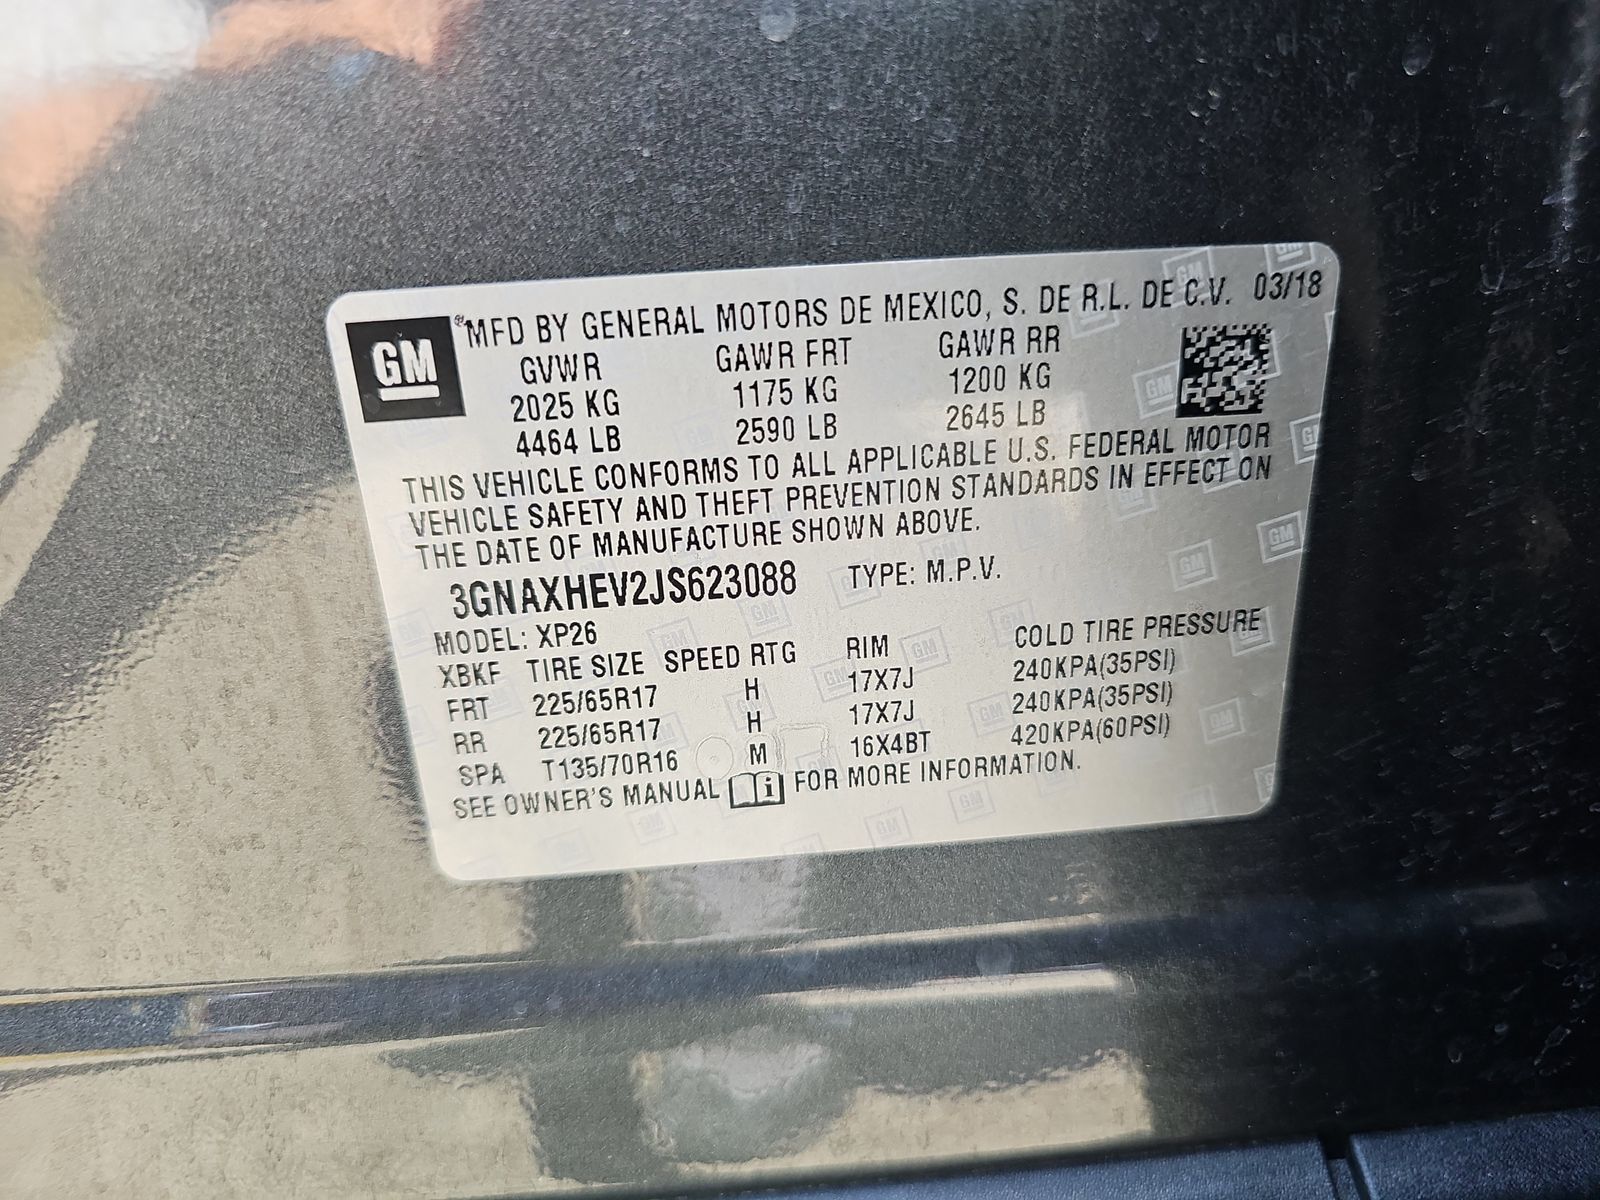 GM
MFD BY GENERAL MOTORS DE MEXICO, S. DE R.L. DE C.V. 03/18
GVWR GAWR FRT GAWR RR
2025 KG 1175 KG 1200 KG
4464 LB 2590 LB 2645 LB
THIS VEHICLE CONFORMS TO ALL APPLICABLE U.S. FEDERAL MOTOR
VEHICLE SAFETY AND THEFT PREVENTION STANDARDS IN EFFECT ON
THE DATE OF MANUFACTURE SHOWN ABOVE.
3GNAXHEV2JS623088 TYPE: M.P.V.
MODEL: XP26
XBKF TIRE SIZE SPEED RTG RIM COLD TIRE PRESSURE
FRT 225/65R17 H 17X7J 240KPA(35PSI)
RR 225/65R17 H 17X7J 240KPA(35PSI)
SPA T135/70R16 M 16X4BT 420KPA(60PSI)
SEE OWNER'S MANUAL i FOR MORE INFORMATION.